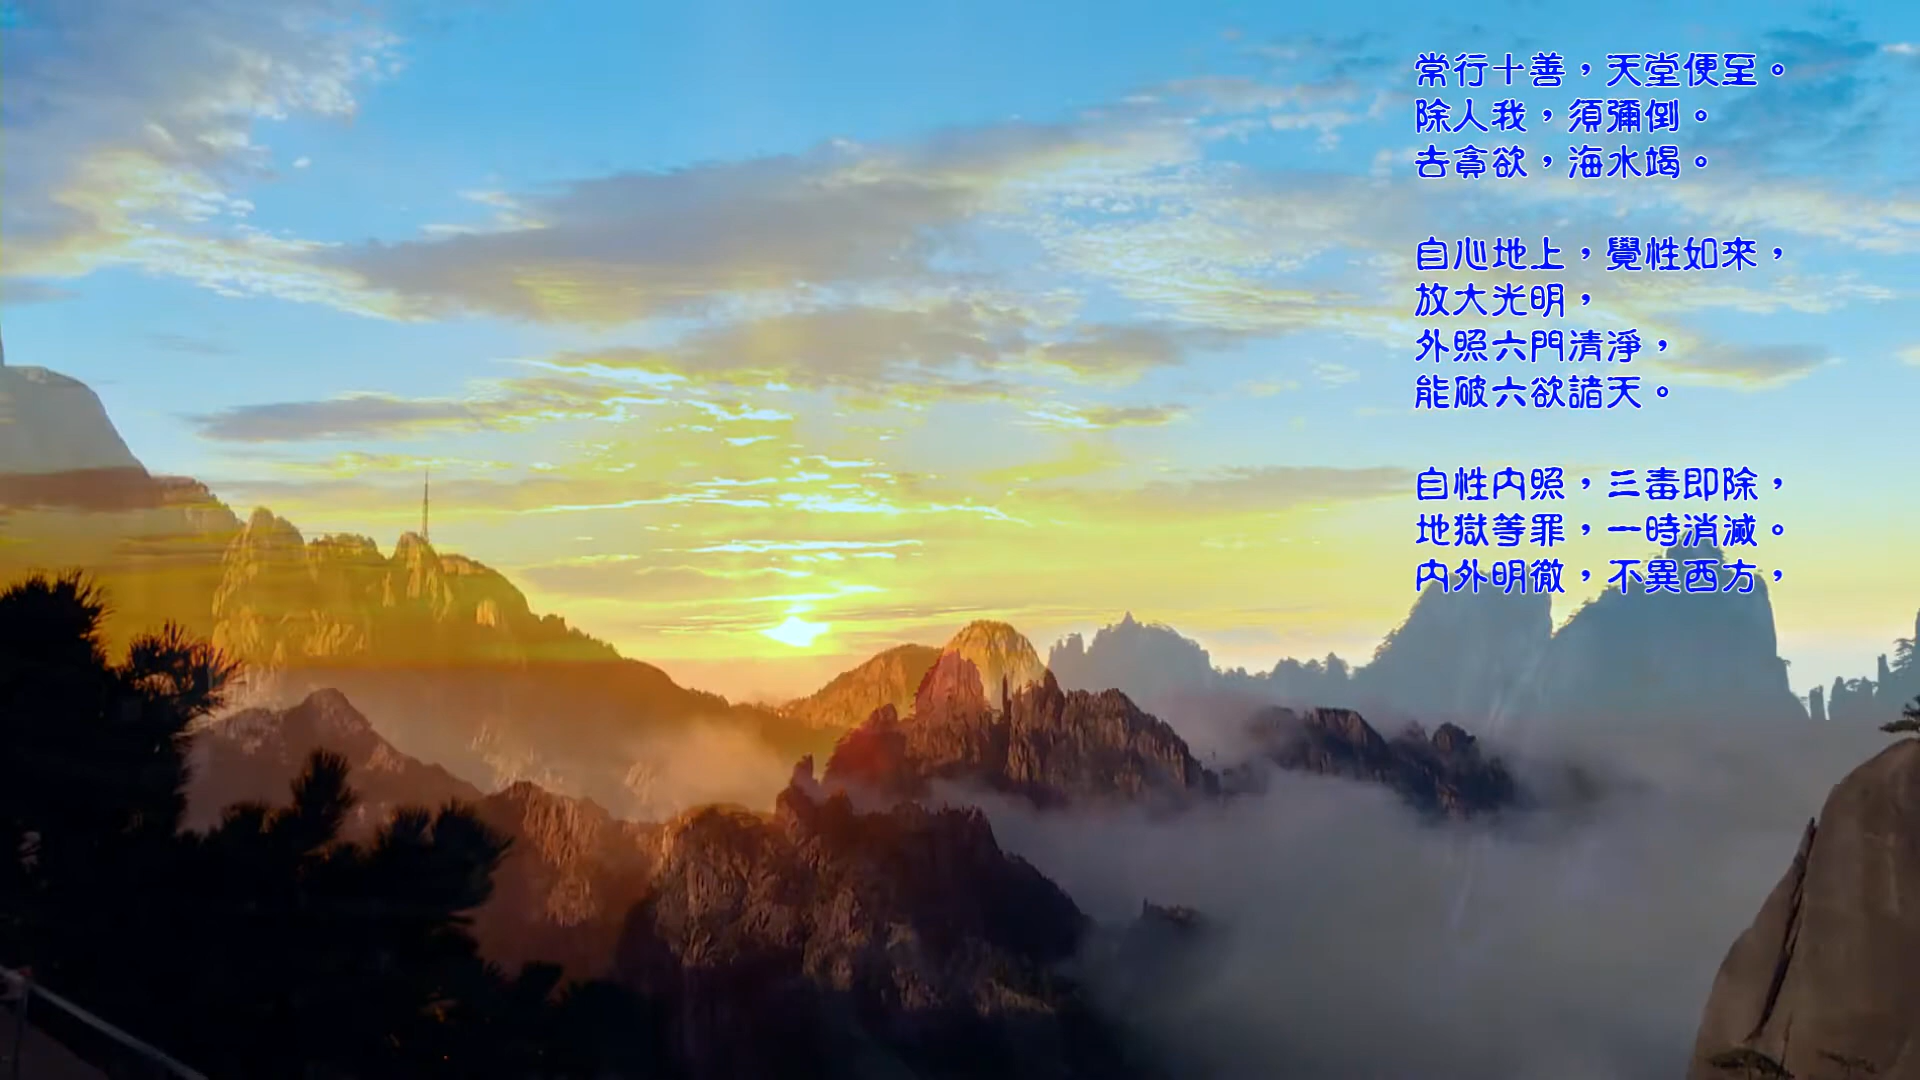 常行十善，天堂便至。
除人我，須彌倒。
去貪欲，海水竭。
自心地上，覺性如來，
放大光明，
外照六門清淨，
能破六欲諸天。
自性內照，三毒即除，
地獄等罪，一時消滅。
內外明徹，不異西方，